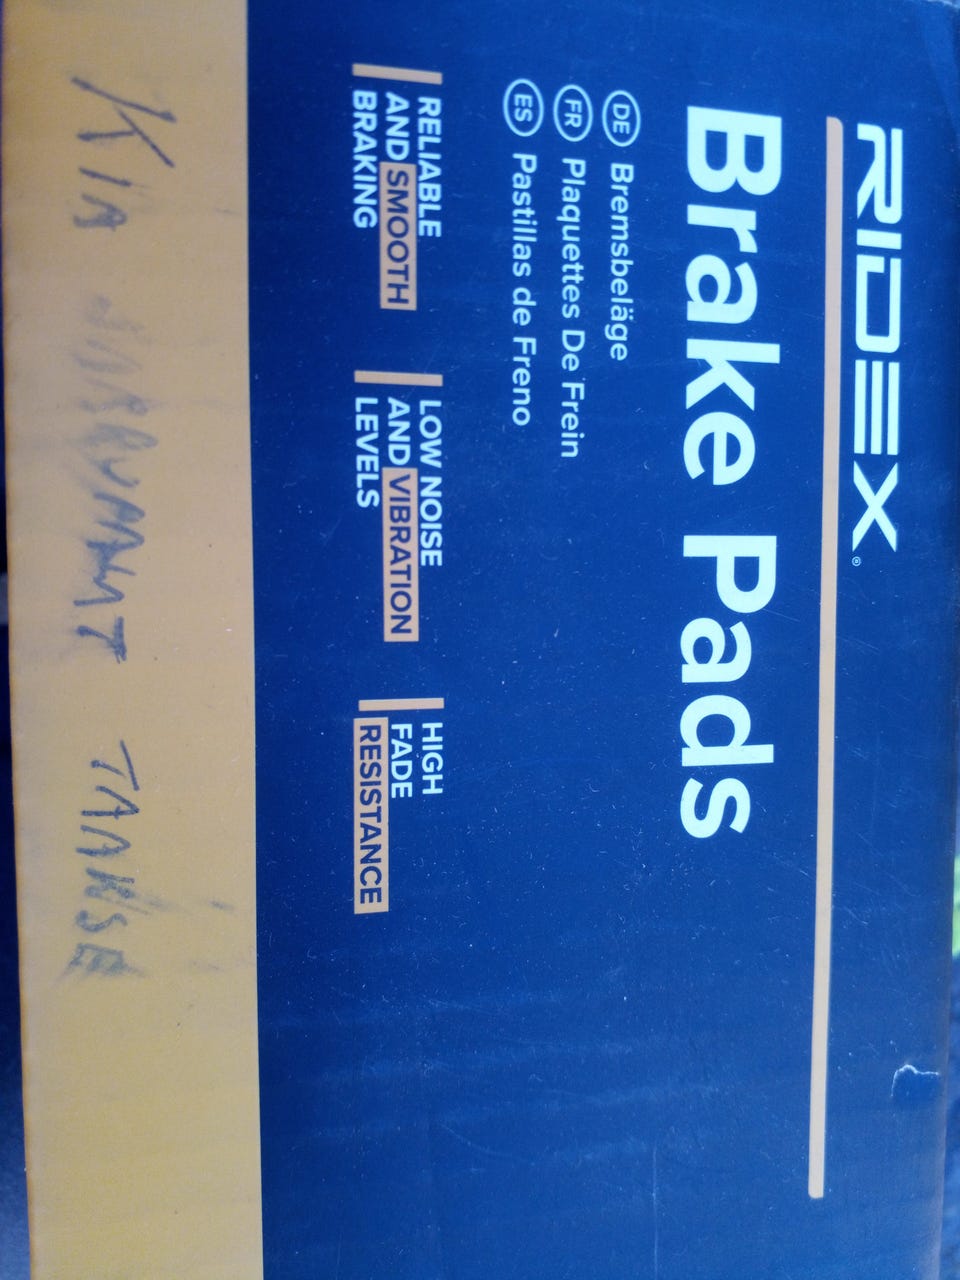 RIDEX®
Brake Pads
DE Bremsbeläge
FR Plaquettes De Frein
ES Pastillas de Freno
RELIABLE
AND SMOOTH
BRAKING
LOW NOISE
AND VIBRATION
LEVELS
HIGH
FADE
RESISTANCE
KIA